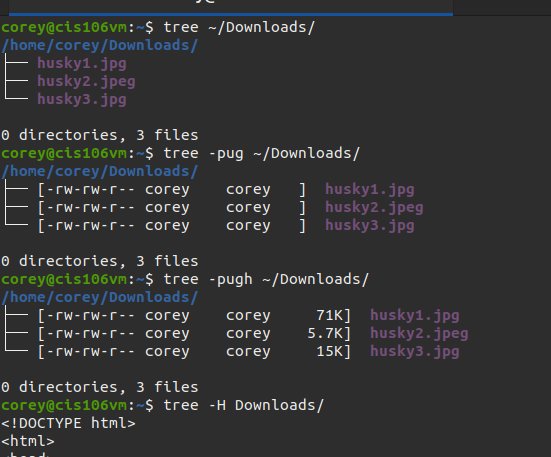 corey@cis106vm:~$ tree ~/Downloads/
/home/corey/Downloads/
├── husky1.jpg
├── husky2.jpeg
└── husky3.jpg

0 directories, 3 files
corey@cis106vm:~$ tree -pug ~/Downloads/
/home/corey/Downloads/
├── [-rw-rw-r-- corey    corey   ]  husky1.jpg
├── [-rw-rw-r-- corey    corey   ]  husky2.jpeg
└── [-rw-rw-r-- corey    corey   ]  husky3.jpg

0 directories, 3 files
corey@cis106vm:~$ tree -pugh ~/Downloads/
/home/corey/Downloads/
├── [-rw-rw-r-- corey    corey     71K]  husky1.jpg
├── [-rw-rw-r-- corey    corey    5.7K]  husky2.jpeg
└── [-rw-rw-r-- corey    corey     15K]  husky3.jpg

0 directories, 3 files
corey@cis106vm:~$ tree -H Downloads/
<!DOCTYPE html>
<html>